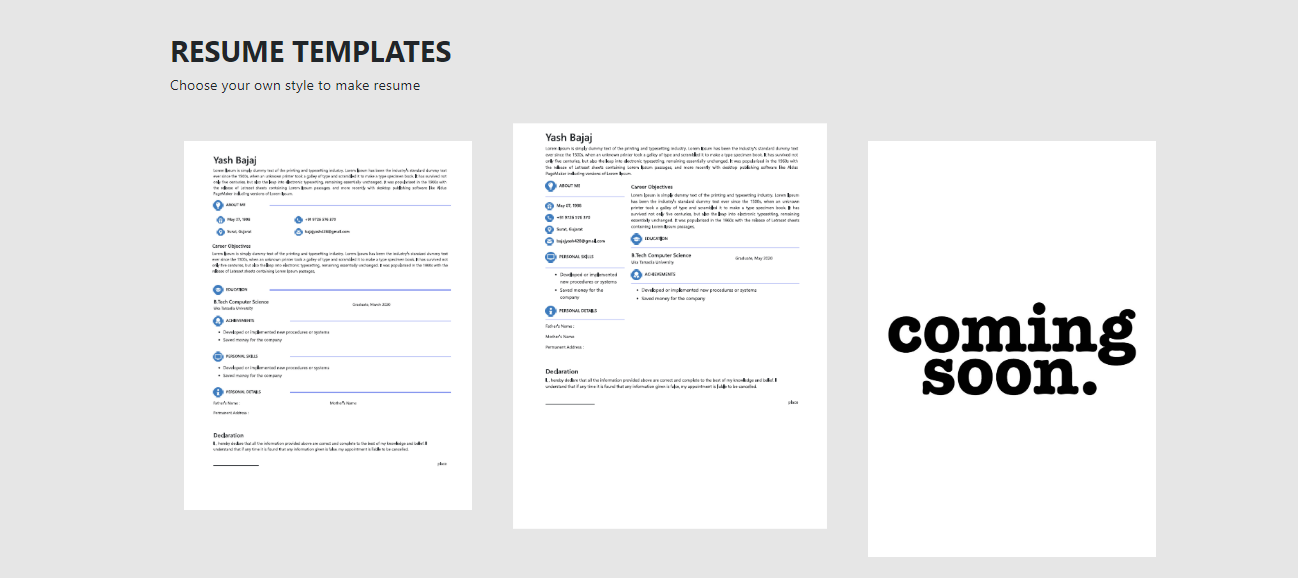 RESUME TEMPLATES
Choose your own style to make resume
Yash Bajaj
Lorem Ipsum is simply dummy text of the printing and typesetting industry. Lorem Ipsum has been the industry's standard dummy text
ever since the 1500s, when an unknown printer took a galley of type and scrambled it to make a type specimen book. It has survived not
only five centuries, but also the leap into electronic typesetting, remaining essentially unchanged. It was popularised in the 1960s with
the release of Letraset sheets containing Lorem Ipsum passages, and more recently with desktop publishing software like Aldus
PageMaker including versions of Lorem Ipsum.
ABOUT ME
May 07, 1998
+91 9726 576 373
Surat, Gujarat
bajajyash428@gmail.com
Career Objectives
Lorem Ipsum is simply dummy text of the printing and typesetting industry. Lorem Ipsum has been the industry's standard dummy
text ever since the 1500s, when an unknown printer took a galley of type and scrambled it to make a type specimen book. It has survived not
only five centuries, but also the leap into electronic typesetting, remaining essentially unchanged. It was popularised in the 1960s with the
release of Letraset sheets containing Lorem Ipsum passages.
EDUCATION
B.Tech Computer Science
Uka Tarsadia University
Graduate, March 2020
ACHIEVEMENTS
Developed or implemented new procedures or systems
Saved money for the company
PERSONAL SKILLS
Developed or implemented new procedures or systems
Saved money for the company
PERSONAL DETAILS
Father's Name :
Mother's Name
Permanent Address :
Declaration
I , hereby declare that all the information provided above are correct and complete to the best of my knowledge and belief. I
understand that if any time it is found that any information given is false, my appointment is liable to be cancelled.
place
Yash Bajaj
Lorem Ipsum is simply dummy text of the printing and typesetting industry. Lorem Ipsum has been the industry's standard dummy text
ever since the 1500s, when an unknown printer took a galley of type and scrambled it to make a type specimen book. It has survived not
only five centuries, but also the leap into electronic typesetting, remaining essentially unchanged. It was popularised in the 1960s with
the release of Letraset sheets containing Lorem Ipsum passages, and more recently with desktop publishing software like Aldus
PageMaker including versions of Lorem Ipsum.
ABOUT ME
May 07, 1998
+91 9726 576 373
Surat, Gujarat
bajajyash428@gmail.com
PERSONAL SKILLS
Developed or implemented
new procedures or systems
Saved money for the
company
PERSONAL DETAILS
Father's Name :
Mother's Name
Permanent Address :
Career Objectives
Lorem Ipsum is simply dummy text of the printing and typesetting industry. Lorem Ipsum
has been the industry's standard dummy text ever since the 1500s, when an unknown
printer took a galley of type and scrambled it to make a type specimen book. It has
survived not only five centuries, but also the leap into electronic typesetting, remaining
essentially unchanged. It was popularised in the 1960s with the release of Letraset sheets
containing Lorem Ipsum passages.
EDUCATION
B.Tech Computer Science
Uka Tarsadia University
Graduate, May 2020
ACHIEVEMENTS
Developed or implemented new procedures or systems
Saved money for the company
Declaration
I , hereby declare that all the information provided above are correct and complete to the best of my knowledge and belief. I
understand that if any time it is found that any information given is false, my appointment is liable to be cancelled.
place
coming
soon.